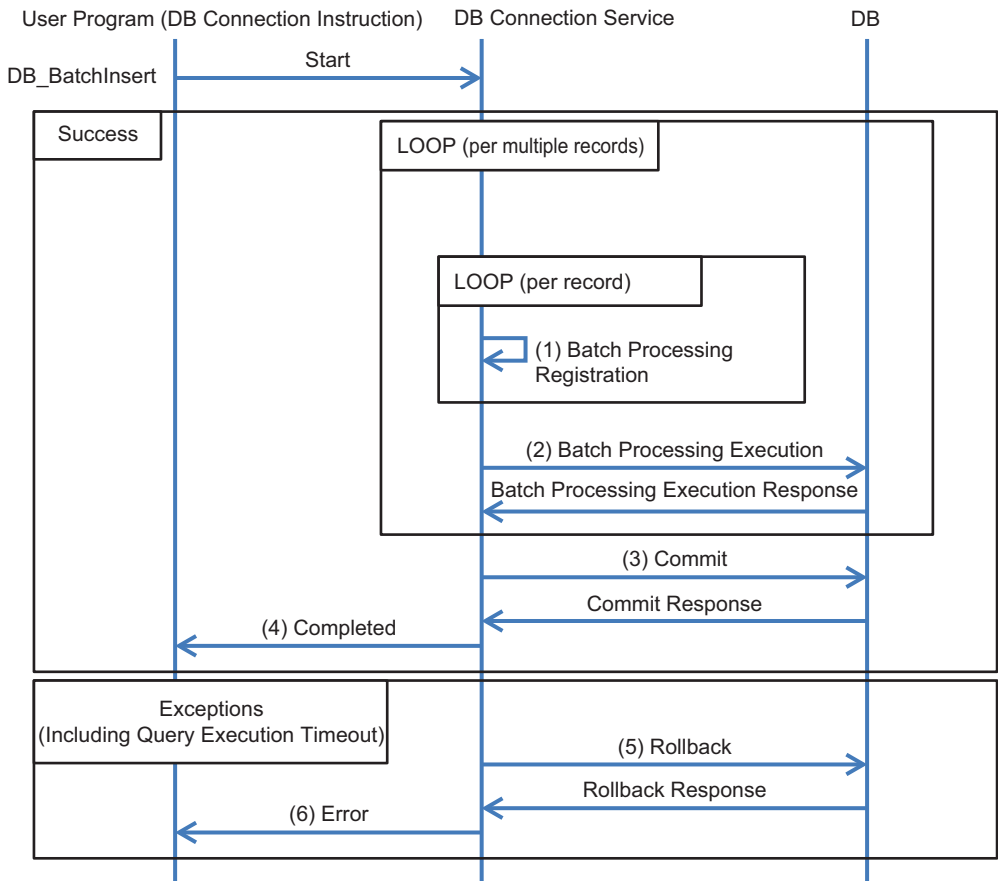 User Program (DB Connection Instruction)
DB Connection Service
DB
Start
DB_BatchInsert
Success
LOOP (per multiple records)
LOOP (per record)
(1) Batch Processing
Registration
(2) Batch Processing Execution
Batch Processing Execution Response
(3) Commit
Commit Response
(4) Completed
Exceptions
(Including Query Execution Timeout)
(5) Rollback
Rollback Response
(6) Error